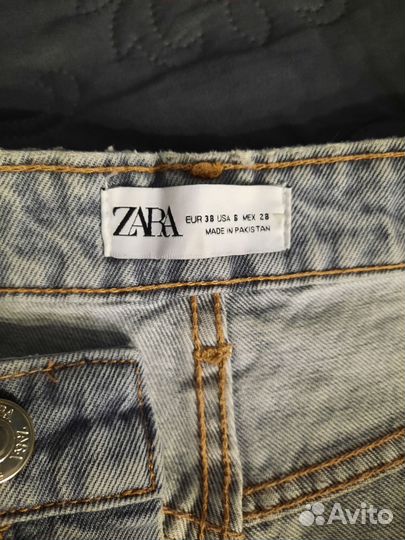 ZARA
EUR 38 USA 6 MEX 28
MADE IN PAKISTAN
Avito